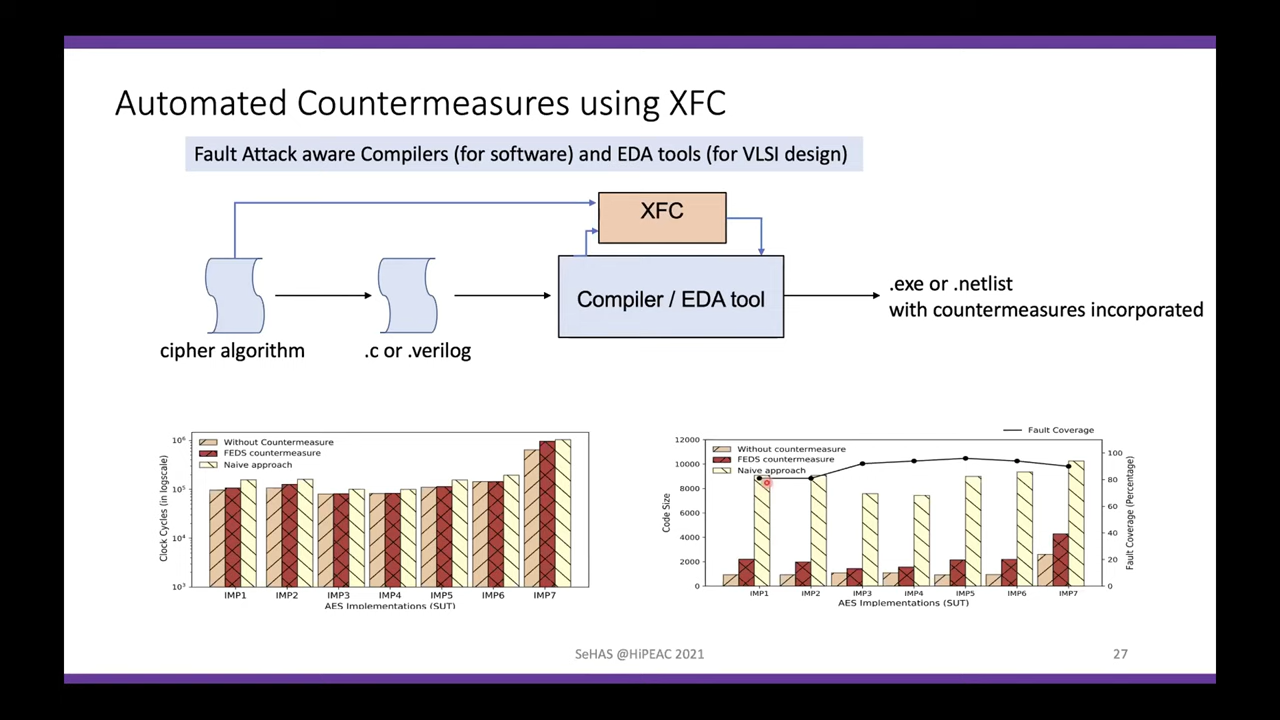 Automated Countermeasures using XFC
Fault Attack aware Compilers (for software) and EDA tools (for VLSI design)
XFC
Compiler / EDA tool
.exe or .netlist
with countermeasures incorporated
cipher algorithm
.c or .verilog
Without Countermeasure
FEDS countermeasure
Naive approach
Clock Cycles (in logscale)
10⁶
10⁵
10⁴
10³
IMP1 IMP2 IMP3 IMP4 IMP5 IMP6 IMP7
AES Implementations (SUT)
Fault Coverage
Without countermeasure
FEDS countermeasure
Naive approach
Code Size
12000
10000
8000
6000
4000
2000
0
100
80
60
40
20
0
Fault Coverage (Percentage)
IMP1 IMP2 IMP3 IMP4 IMP5 IMP6 IMP7
AES Implementations (SUT)
SeHAS @HiPEAC 2021
27